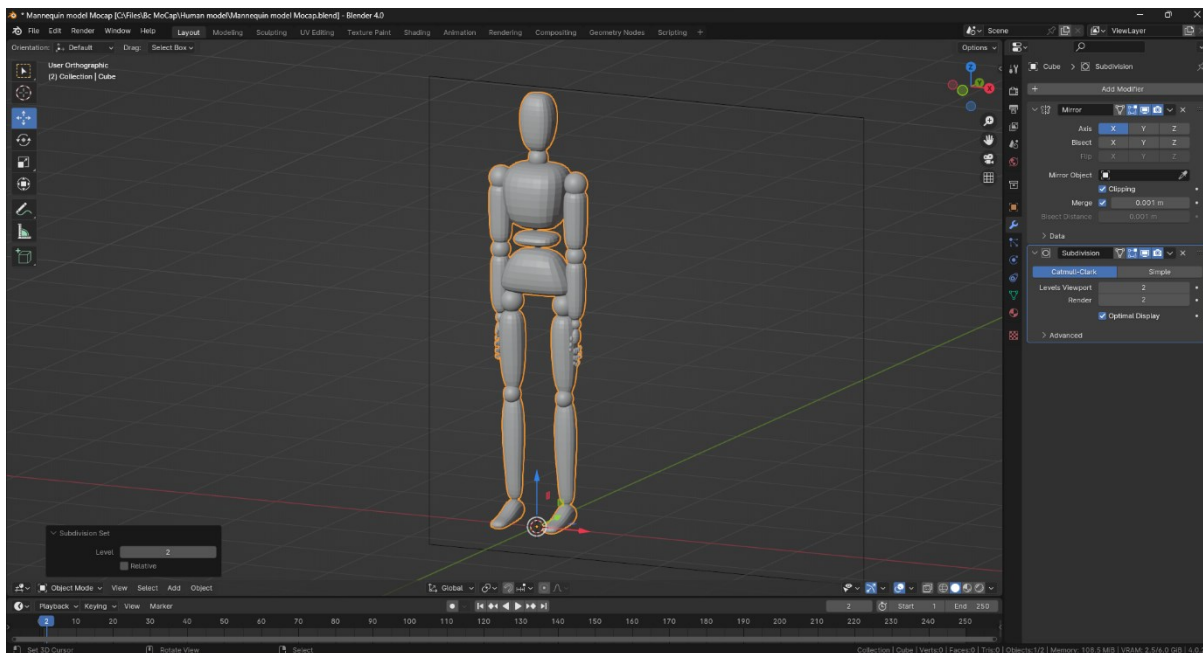 * Mannequin model Mocap [C:\Files\Bc MoCap\Human model\Mannequin model Mocap.blend] - Blender 4.0
File Edit Render Window Help Layout Modeling Sculpting UV Editing Texture Paint Shading Animation Rendering Compositing Geometry Nodes Scripting + Scene ViewLayer
Orientation: Default Drag: Select Box Options
User Orthographic
(2) Collection | Cube
Z
Y
X
Cube > Subdivision
+ Add Modifier
Mirror
Axis X Y Z
Bisect X Y Z
Flip X Y Z
Mirror Object
Clipping
Merge 0.001 m
Bisect Distance 0.001 m
> Data
Subdivision
Catmull-Clark Simple
Levels Viewport 2
Render 2
Optimal Display
> Advanced
Subdivision Set
Level 2
Relative
Object Mode View Select Add Object Global
Playback Keying View Marker 2 Start 1 End 250
2 10 20 30 40 50 60 70 80 90 100 110 120 130 140 150 160 170 180 190 200 210 220 230 240 250
Set 3D Cursor Rotate View Select Collection | Cube | Verts:0 | Faces:0 | Tris:0 | Objects:1/2 | Memory: 108.5 MiB | VRAM: 2.5/6.0 GiB | 4.0